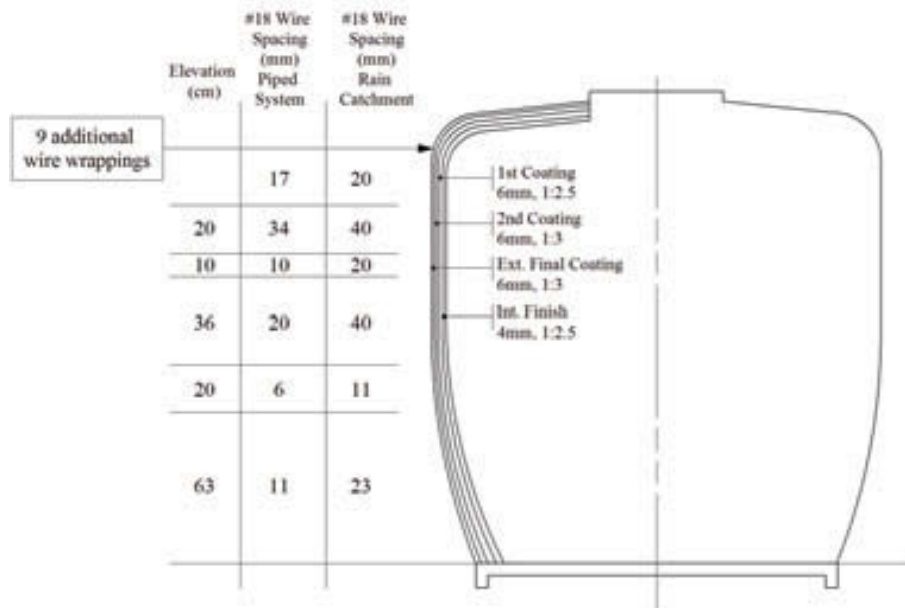 #18 Wire
Spacing
(mm)
Piped
System
#18 Wire
Spacing
(mm)
Rain
Catchment
Elevation
(cm)
9 additional
wire wrappings
17 20
20 34 40
10 10 20
36 20 40
20 6 11
63 11 23
1st Coating
6mm, 1:2.5
2nd Coating
6mm, 1:3
Ext. Final Coating
6mm, 1:3
Int. Finish
4mm, 1:2.5